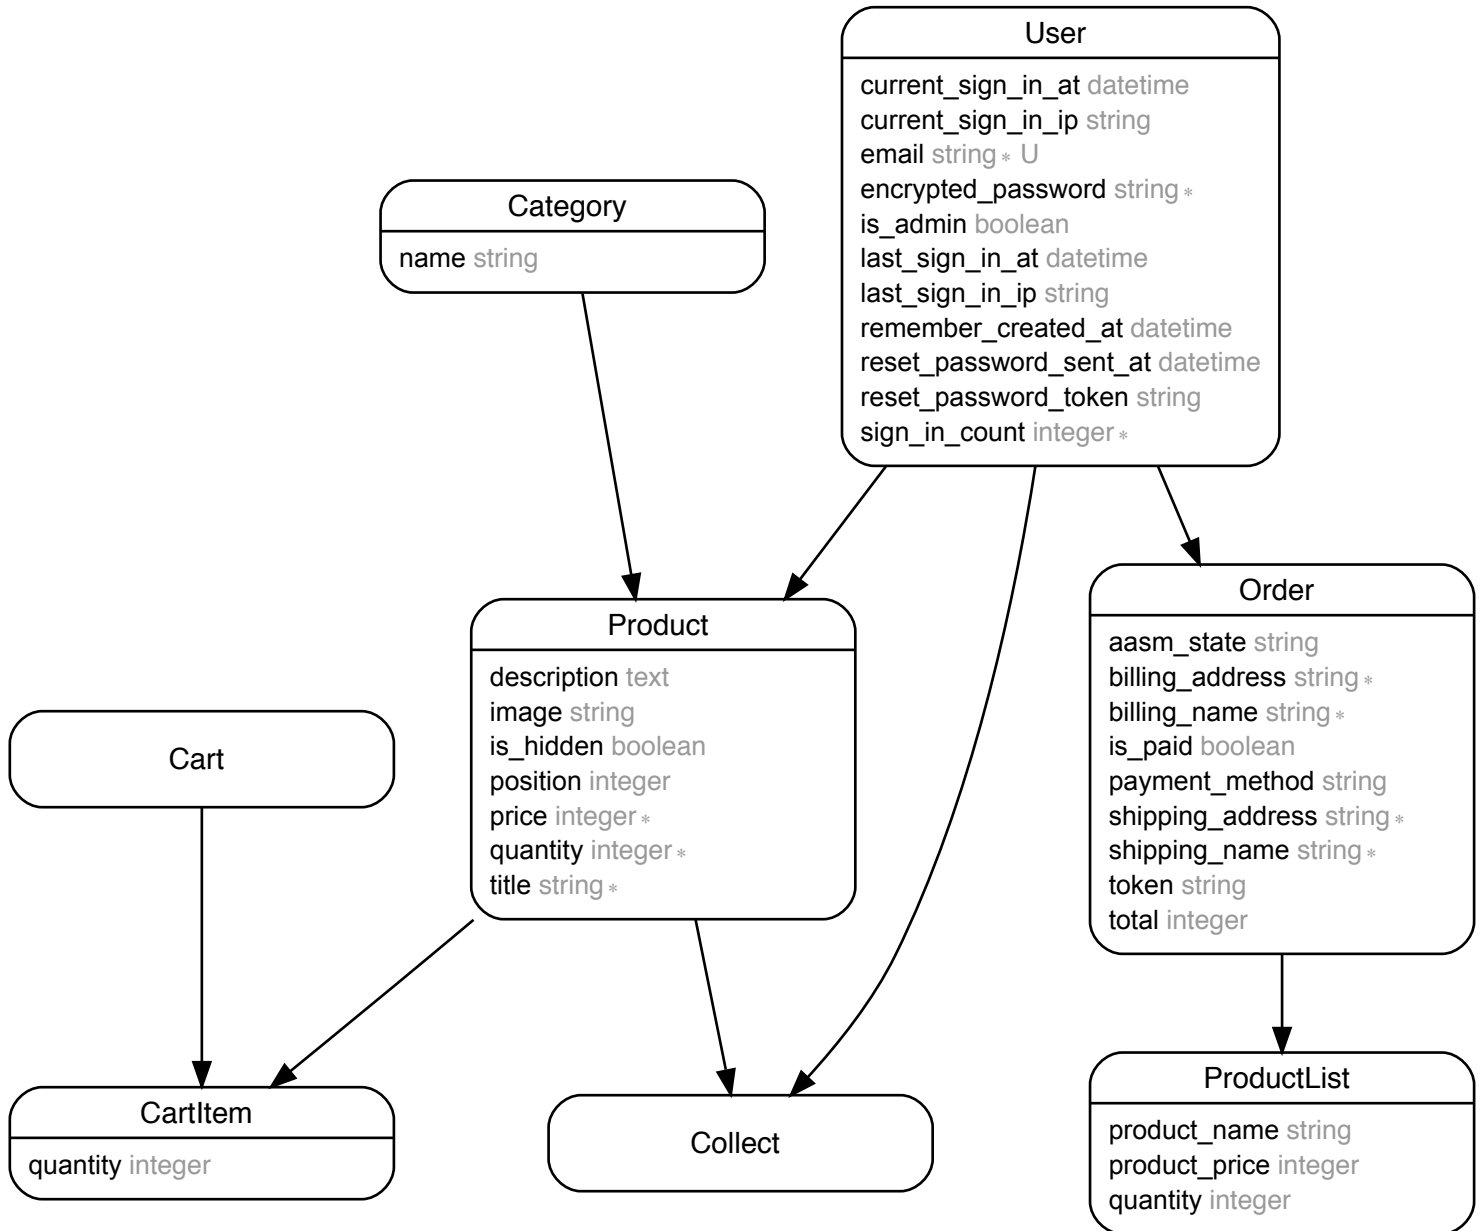 User
current_sign_in_at datetime
current_sign_in_ip string
email string* U
encrypted_password string*
is_admin boolean
last_sign_in_at datetime
last_sign_in_ip string
remember_created_at datetime
reset_password_sent_at datetime
reset_password_token string
sign_in_count integer*
Category
name string
Product
description text
image string
is_hidden boolean
position integer
price integer*
quantity integer*
title string*
Order
aasm_state string
billing_address string*
billing_name string*
is_paid boolean
payment_method string
shipping_address string*
shipping_name string*
token string
total integer
Cart
CartItem
quantity integer
Collect
ProductList
product_name string
product_price integer
quantity integer